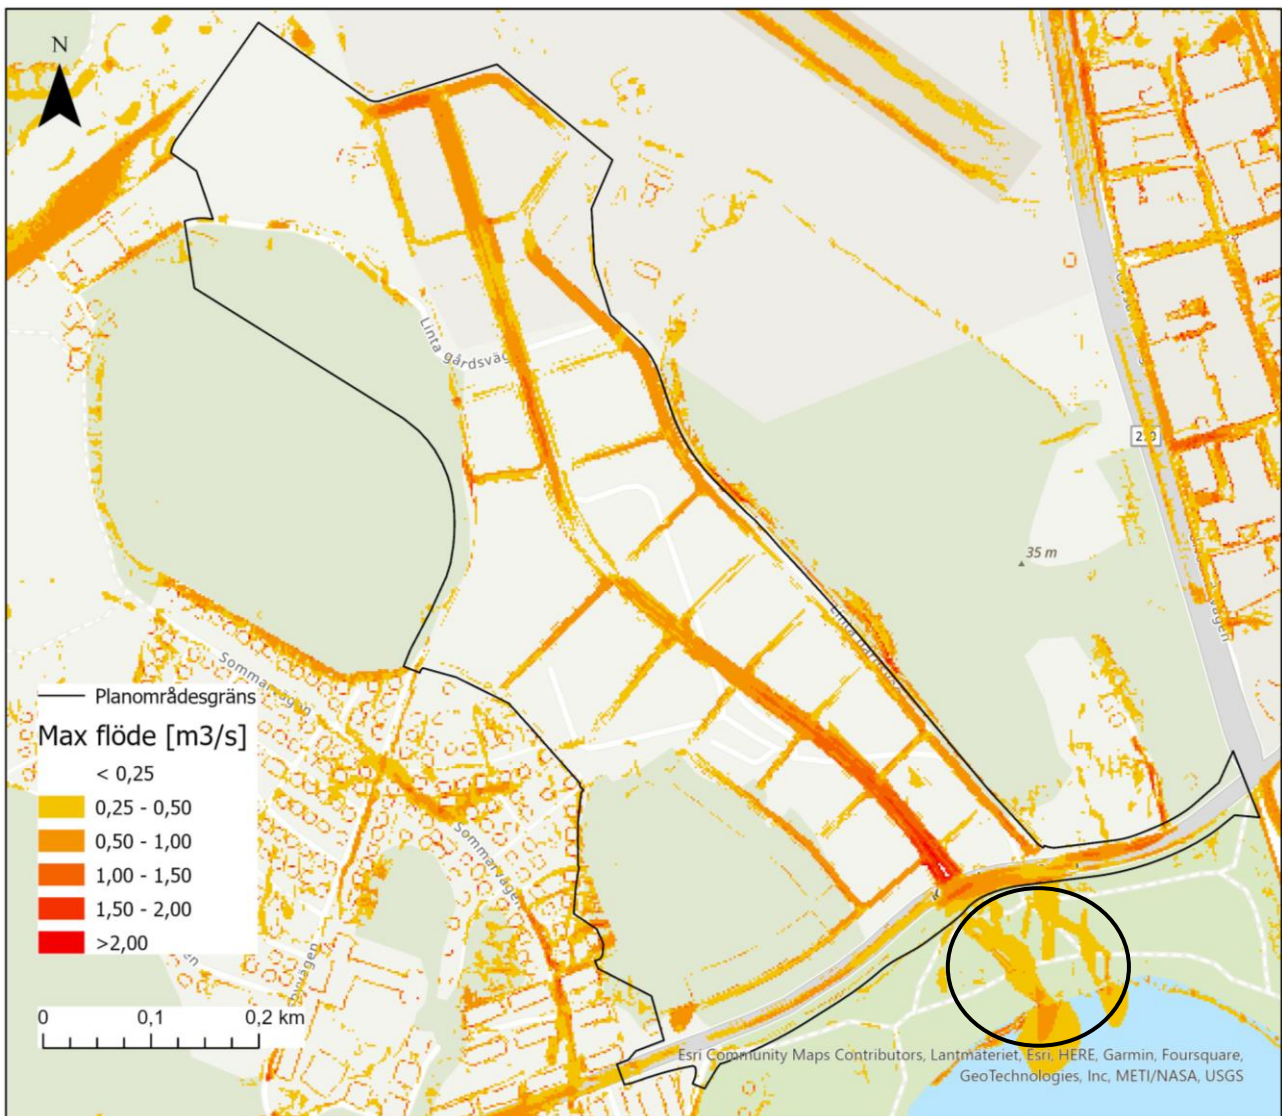 N
Linta gårdsväg
35 m
Sommarvägen
Planområdesgräns
Max flöde [m3/s]
< 0,25
0,25 - 0,50
0,50 - 1,00
1,00 - 1,50
1,50 - 2,00
>2,00
Sommarvägen
0 0,1 0,2 km
Esri Community Maps Contributors, Lantmäteriet, Esri, HERE, Garmin, Foursquare,
GeoTechnologies, Inc, METI/NASA, USGS